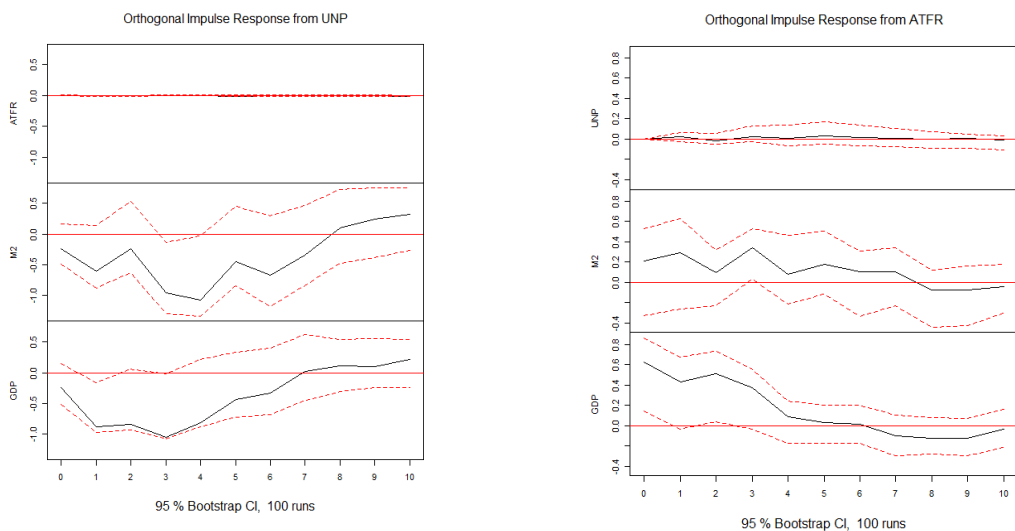 Orthogonal Impulse Response from UNP
ATFR
0.5
0.0
-0.5
-1.0
M2
0.5
0.0
-0.5
-1.0
GDP
0.5
0.0
-0.5
-1.0
0 1 2 3 4 5 6 7 8 9 10
95 % Bootstrap CI, 100 runs
Orthogonal Impulse Response from ATFR
UNP
0.8
0.6
0.4
0.2
0.0
-0.4
M2
0.8
0.6
0.4
0.2
0.0
-0.4
GDP
0.8
0.6
0.4
0.2
0.0
-0.4
0 1 2 3 4 5 6 7 8 9 10
95 % Bootstrap CI, 100 runs